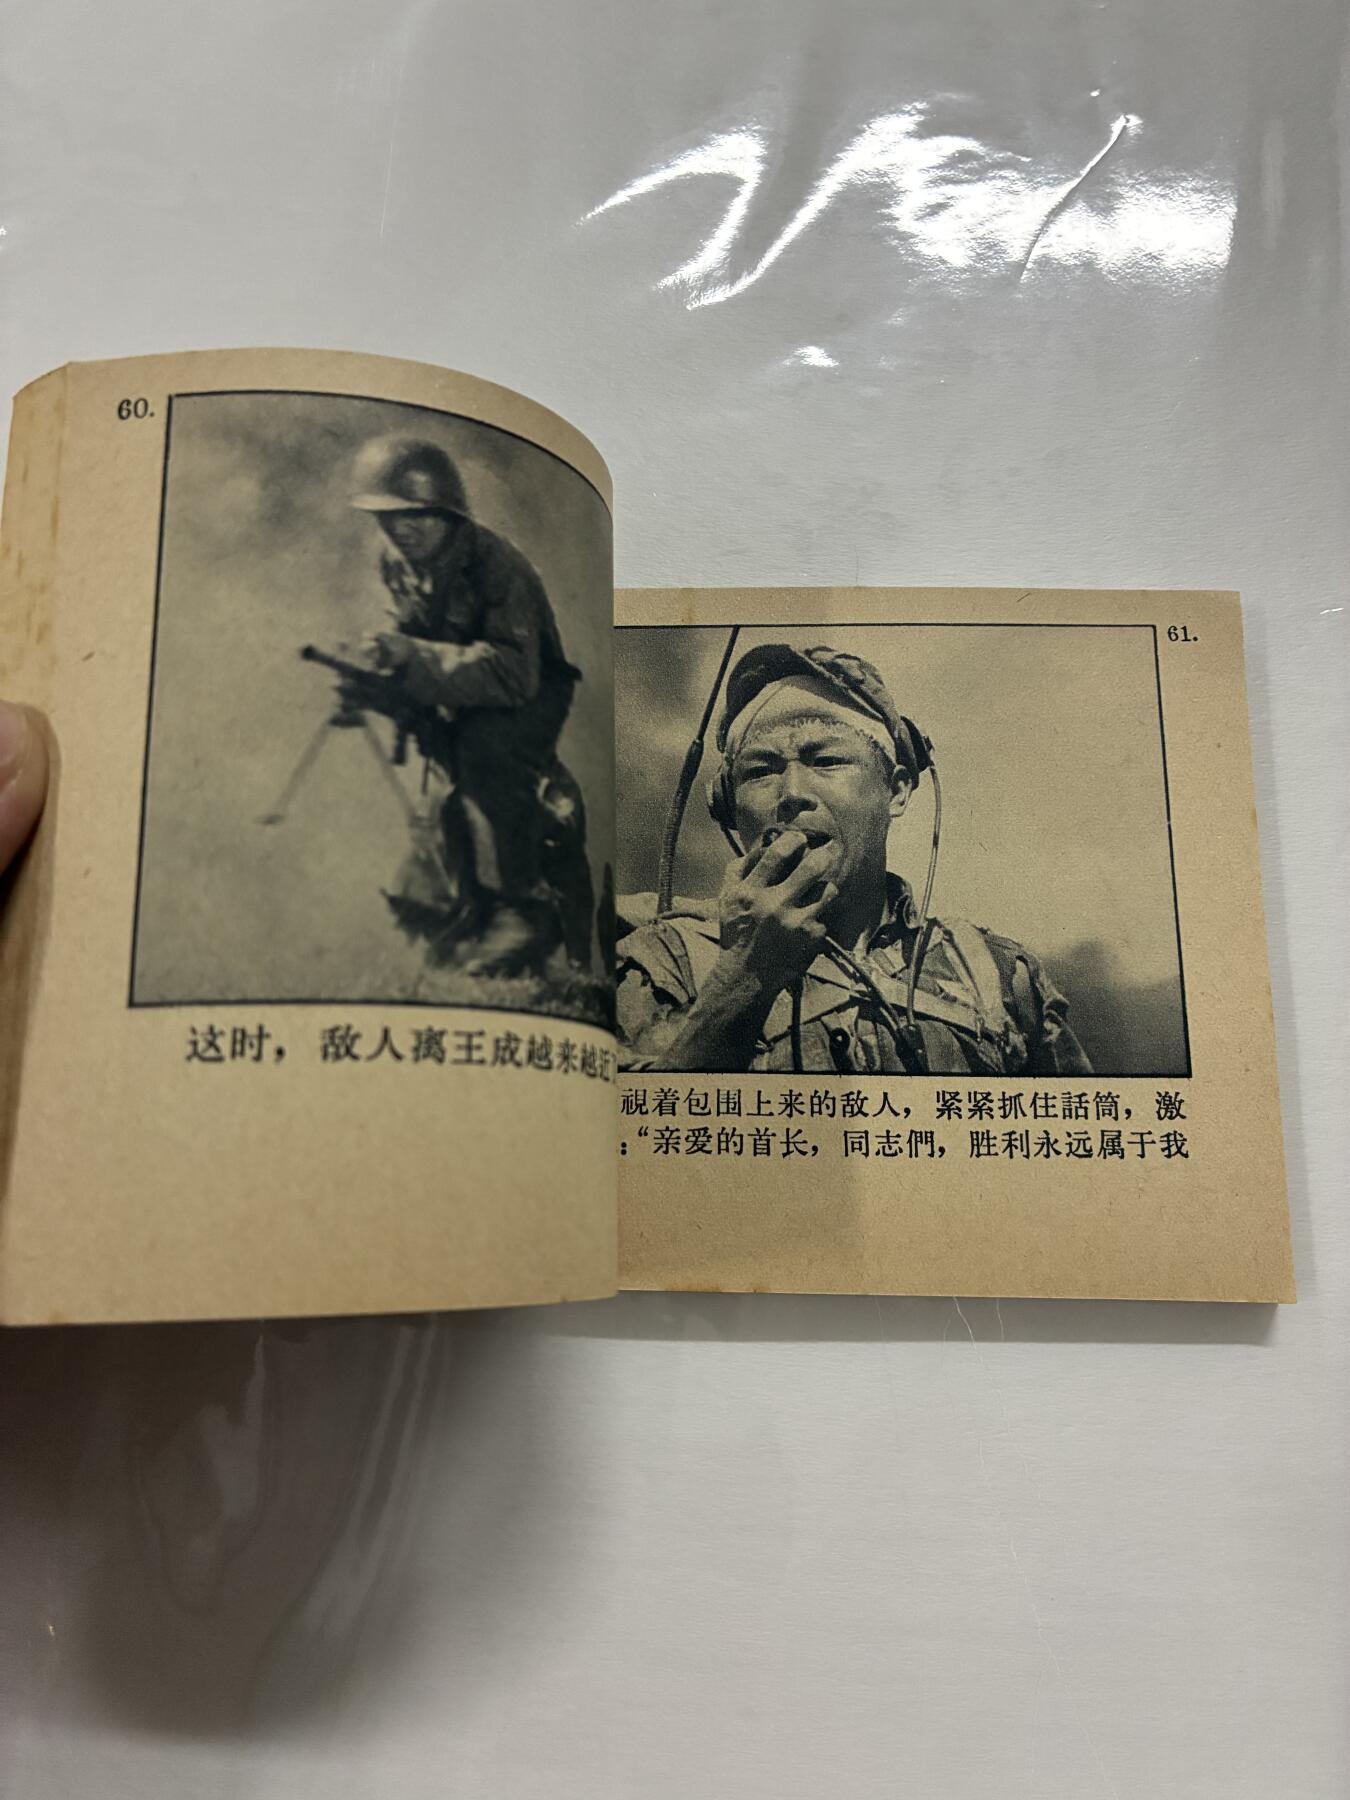 60.
这时，敌人离王成越来越近
61.
視着包围上来的敌人，紧紧抓住話筒，激
：“亲爱的首长，同志們，胜利永远属于我